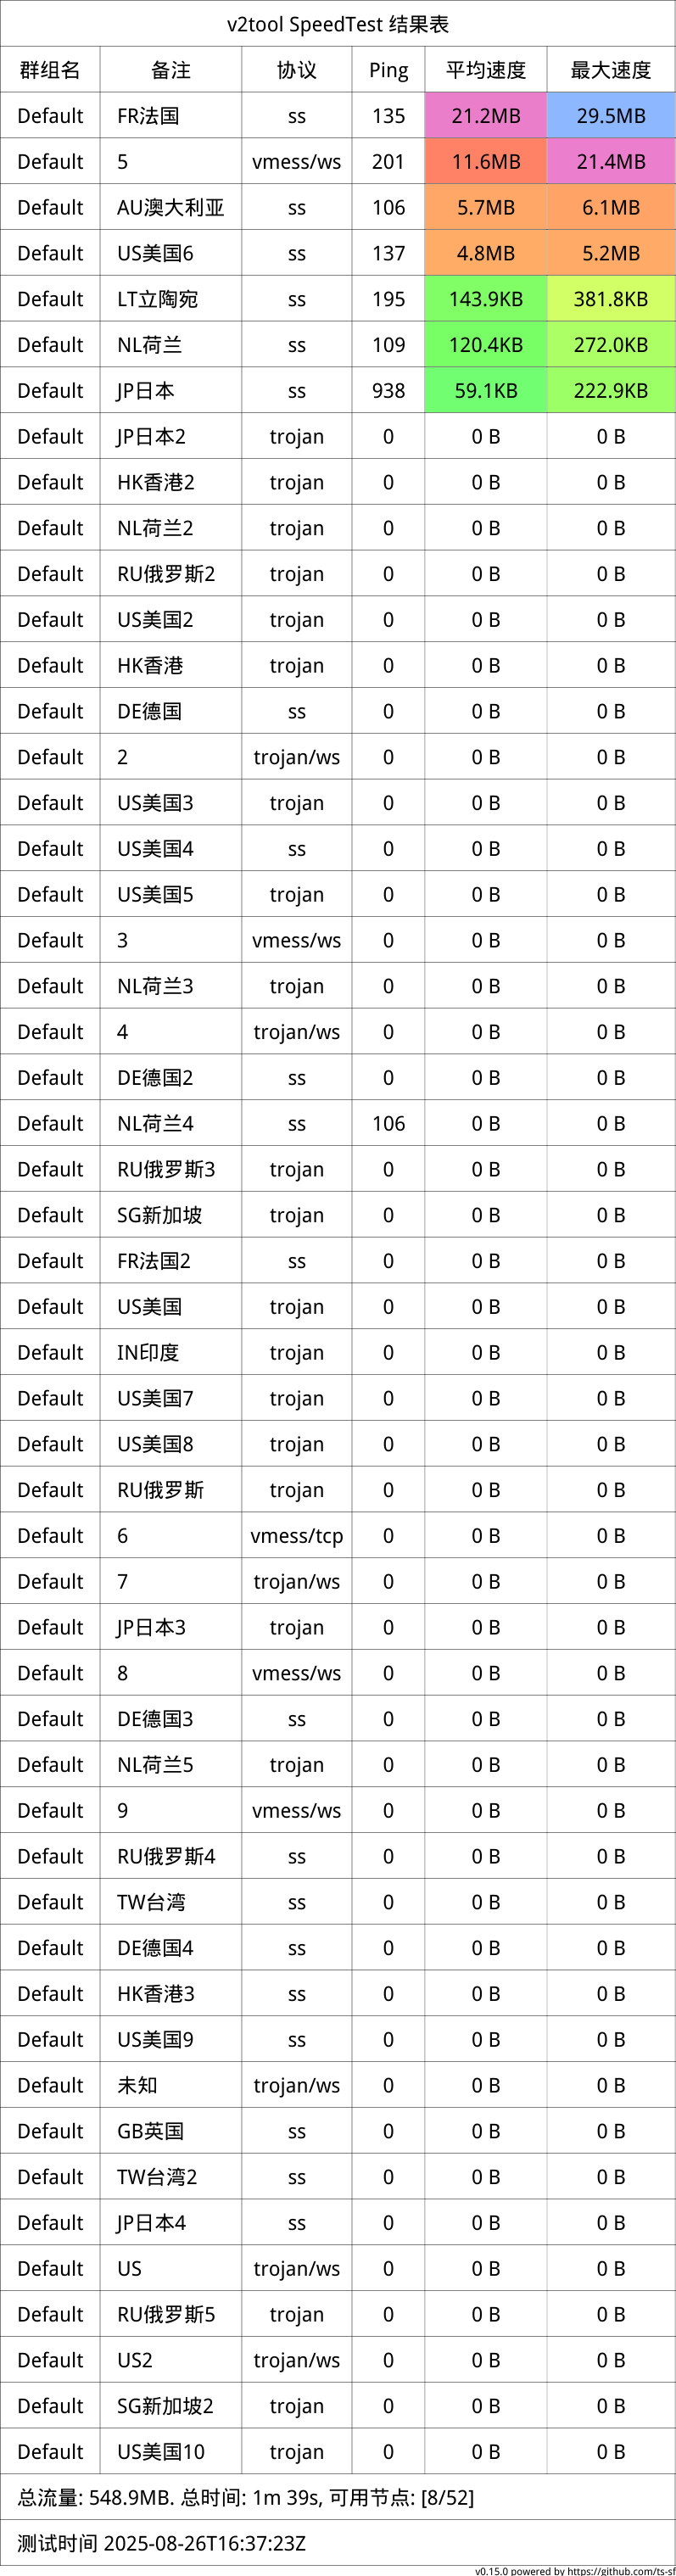 v2tool SpeedTest 结果表
群组名 备注 协议 Ping 平均速度 最大速度
Default FR法国 ss 135 21.2MB 29.5MB
Default 5 vmess/ws 201 11.6MB 21.4MB
Default AU澳大利亚 ss 106 5.7MB 6.1MB
Default US美国6 ss 137 4.8MB 5.2MB
Default LT立陶宛 ss 195 143.9KB 381.8KB
Default NL荷兰 ss 109 120.4KB 272.0KB
Default JP日本 ss 938 59.1KB 222.9KB
Default JP日本2 trojan 0 0 B 0 B
Default HK香港2 trojan 0 0 B 0 B
Default NL荷兰2 trojan 0 0 B 0 B
Default RU俄罗斯2 trojan 0 0 B 0 B
Default US美国2 trojan 0 0 B 0 B
Default HK香港 trojan 0 0 B 0 B
Default DE德国 ss 0 0 B 0 B
Default 2 trojan/ws 0 0 B 0 B
Default US美国3 trojan 0 0 B 0 B
Default US美国4 ss 0 0 B 0 B
Default US美国5 trojan 0 0 B 0 B
Default 3 vmess/ws 0 0 B 0 B
Default NL荷兰3 trojan 0 0 B 0 B
Default 4 trojan/ws 0 0 B 0 B
Default DE德国2 ss 0 0 B 0 B
Default NL荷兰4 ss 106 0 B 0 B
Default RU俄罗斯3 trojan 0 0 B 0 B
Default SG新加坡 trojan 0 0 B 0 B
Default FR法国2 ss 0 0 B 0 B
Default US美国 trojan 0 0 B 0 B
Default IN印度 trojan 0 0 B 0 B
Default US美国7 trojan 0 0 B 0 B
Default US美国8 trojan 0 0 B 0 B
Default RU俄罗斯 trojan 0 0 B 0 B
Default 6 vmess/tcp 0 0 B 0 B
Default 7 trojan/ws 0 0 B 0 B
Default JP日本3 trojan 0 0 B 0 B
Default 8 vmess/ws 0 0 B 0 B
Default DE德国3 ss 0 0 B 0 B
Default NL荷兰5 trojan 0 0 B 0 B
Default 9 vmess/ws 0 0 B 0 B
Default RU俄罗斯4 ss 0 0 B 0 B
Default TW台湾 ss 0 0 B 0 B
Default DE德国4 ss 0 0 B 0 B
Default HK香港3 ss 0 0 B 0 B
Default US美国9 ss 0 0 B 0 B
Default 未知 trojan/ws 0 0 B 0 B
Default GB英国 ss 0 0 B 0 B
Default TW台湾2 ss 0 0 B 0 B
Default JP日本4 ss 0 0 B 0 B
Default US trojan/ws 0 0 B 0 B
Default RU俄罗斯5 trojan 0 0 B 0 B
Default US2 trojan/ws 0 0 B 0 B
Default SG新加坡2 trojan 0 0 B 0 B
Default US美国10 trojan 0 0 B 0 B
总流量: 548.9MB. 总时间: 1m 39s, 可用节点: [8/52]
测试时间 2025-08-26T16:37:23Z
v0.15.0 powered by https://github.com/ts-sf